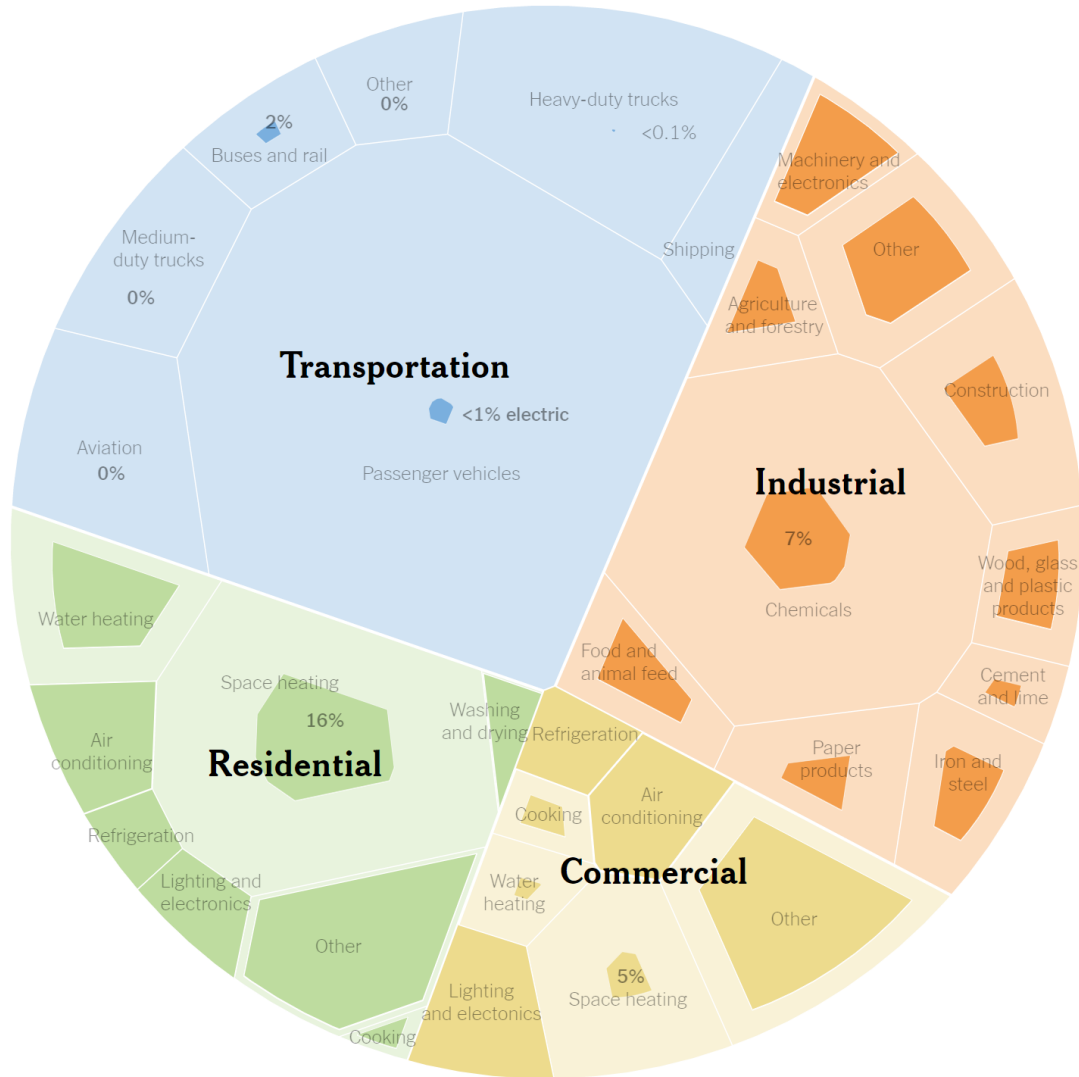 Other
0%
Heavy-duty trucks
<0.1%
2%
Buses and rail
Medium-
duty trucks
0%
Shipping
Transportation
<1% electric
Passenger vehicles
Aviation
0%
Machinery and
electronics
Other
Agriculture
and forestry
Construction
Industrial
7%
Chemicals
Wood, glass
and plastic
products
Food and
animal feed
Cement
and lime
Paper
products
Iron and
steel
Water heating
Space heating
16%
Residential
Washing
and drying
Air
conditioning
Refrigeration
Lighting and
electronics
Other
Cooking
Refrigeration
Air
conditioning
Cooking
Commercial
Water
heating
Other
5%
Space heating
Lighting
and electonics